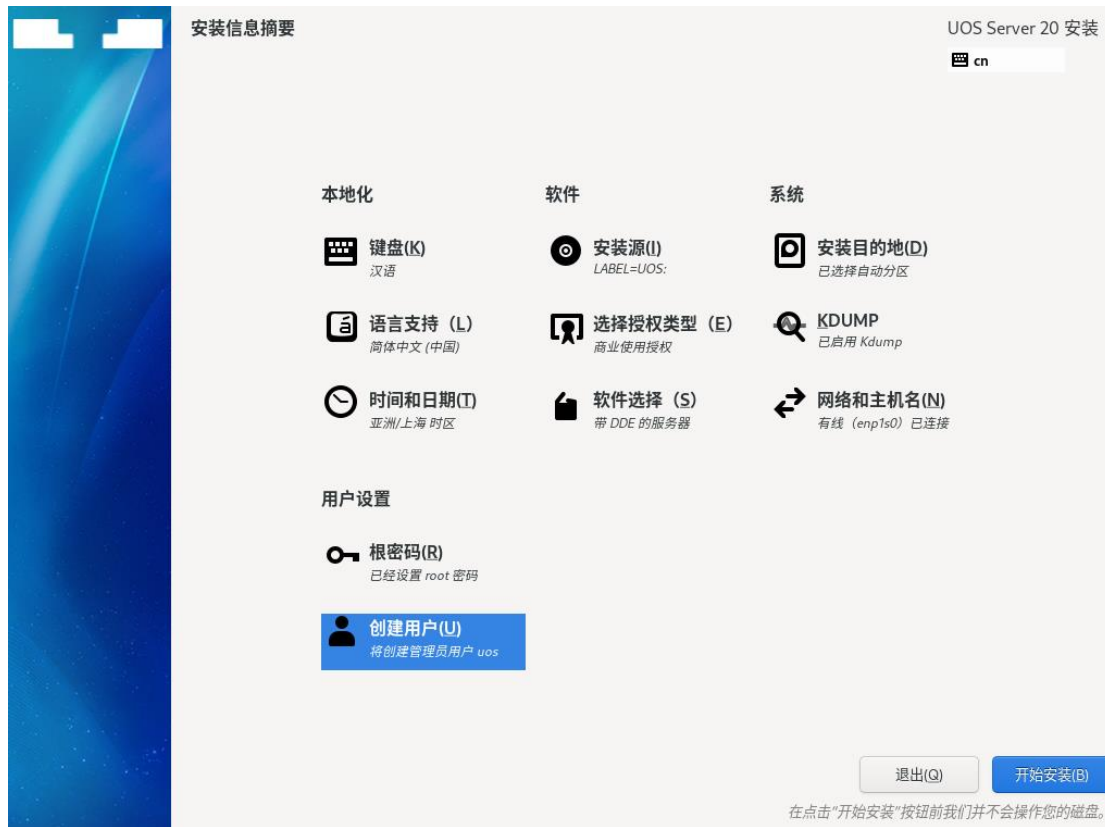 安装信息摘要
UOS Server 20 安装
cn
本地化
软件
系统
键盘(K)
汉语
安装源(I)
LABEL=UOS:
安装目的地(D)
已选择自动分区
语言支持（L）
简体中文 (中国)
选择授权类型（E）
商业使用授权
KDUMP
已启用 Kdump
时间和日期(T)
亚洲/上海 时区
软件选择（S）
带 DDE 的服务器
网络和主机名(N)
有线（enp1s0）已连接
用户设置
根密码(R)
已经设置 root 密码
创建用户(U)
将创建管理员用户 uos
退出(Q)
开始安装(B)
在点击"开始安装"按钮前我们并不会操作您的磁盘。